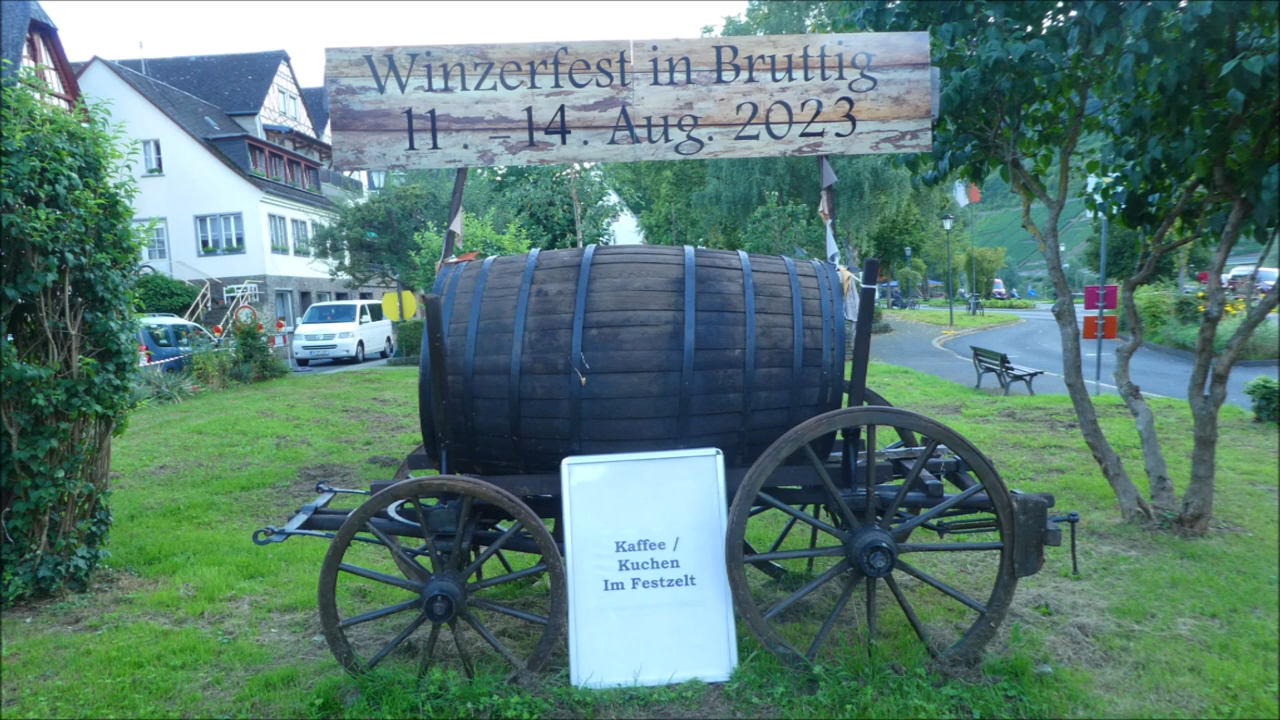 Winzerfest in Bruttig
11. -14. Aug. 2023
Kaffee /
Kuchen
Im Festzelt